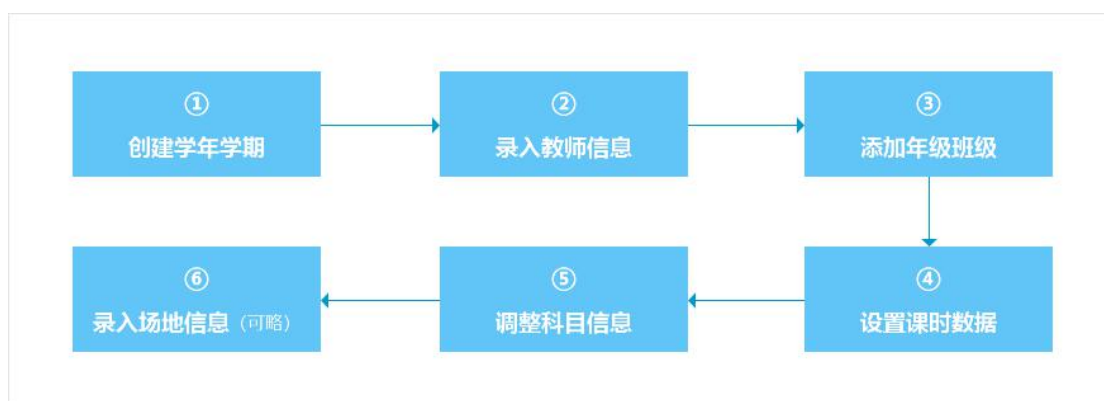 ①
创建学年学期
②
录入教师信息
③
添加年级班级
④
设置课时数据
⑤
调整科目信息
⑥
录入场地信息（可略）